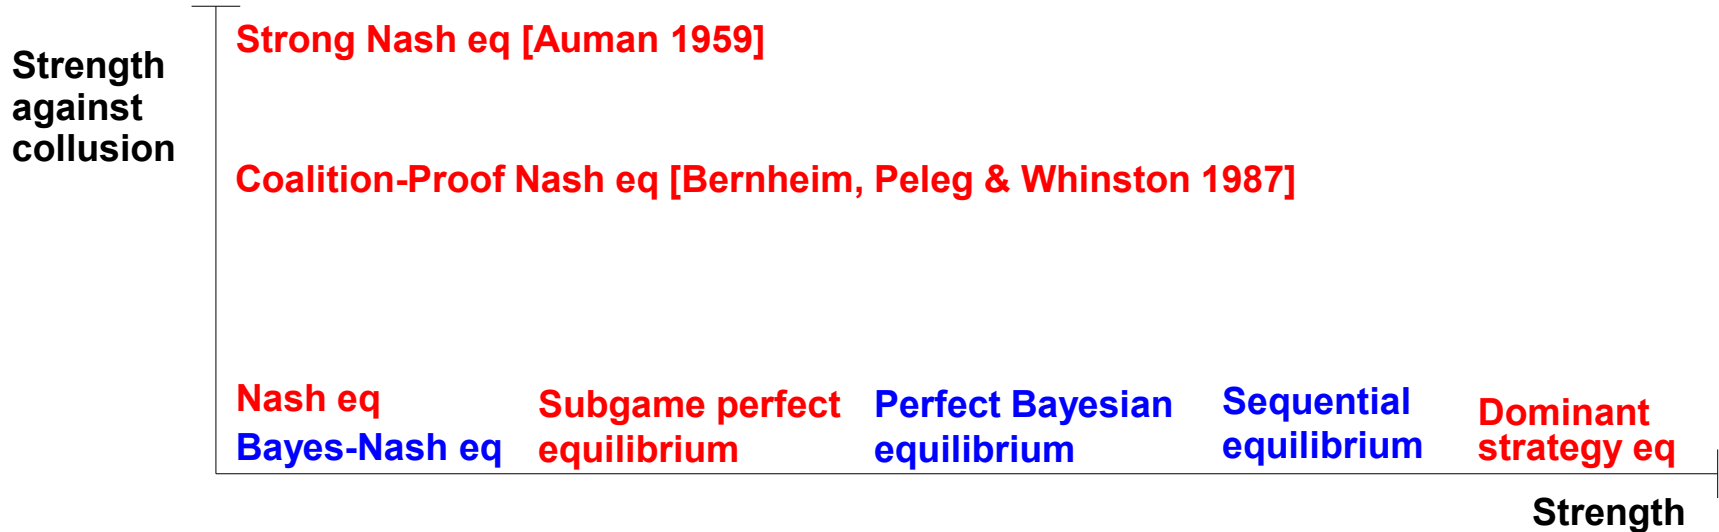 Strength
against
collusion
Strong Nash eq [Auman 1959]
Coalition-Proof Nash eq [Bernheim, Peleg & Whinston 1987]
Nash eq
Bayes-Nash eq
Subgame perfect
equilibrium
Perfect Bayesian
equilibrium
Sequential
equilibrium
Dominant
strategy eq
Strength